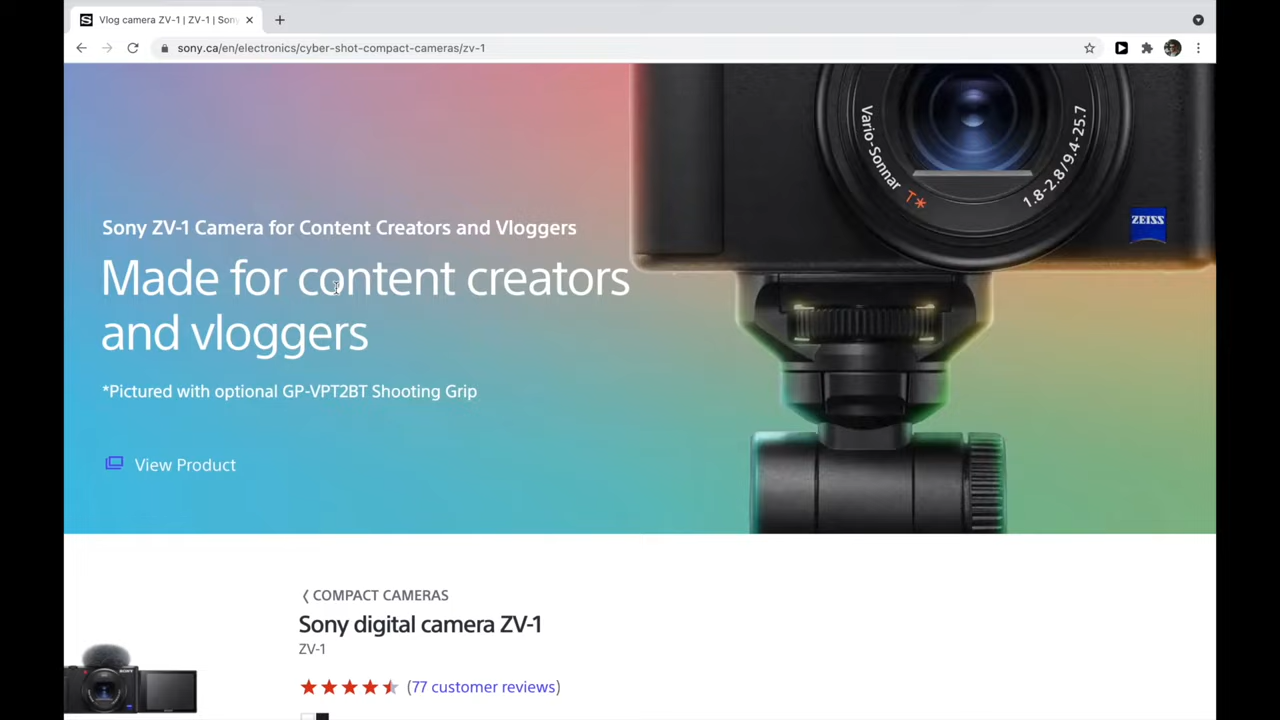 Vlog camera ZV-1 | ZV-1 | Son
sony.ca/en/electronics/cyber-shot-compact-cameras/zv-1
Vario-Sonnar T* 1.8-2.8/9.4-25.7
ZEISS
Sony ZV-1 Camera for Content Creators and Vloggers
Made for content creators
and vloggers
*Pictured with optional GP-VPT2BT Shooting Grip
View Product
COMPACT CAMERAS
Sony digital camera ZV-1
ZV-1
(77 customer reviews)